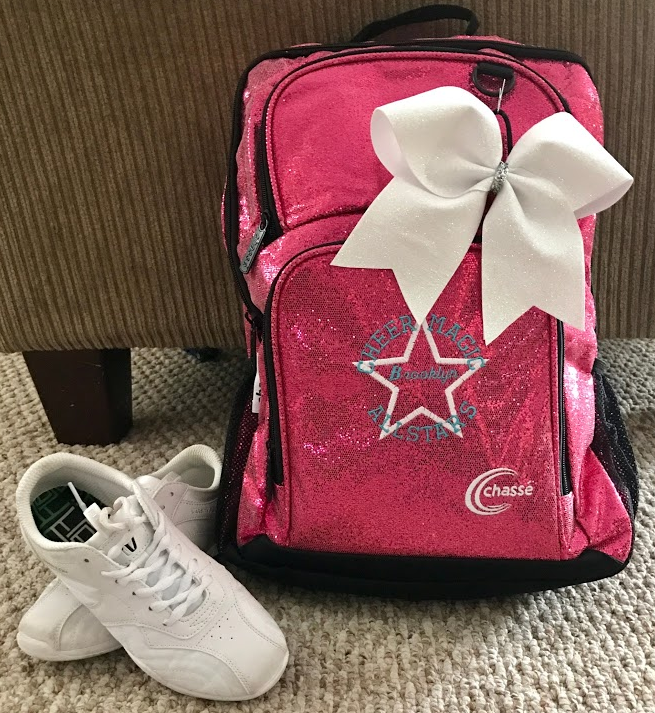 CHEER MAGIC
Brooklyn
ALLSTARS
chassé